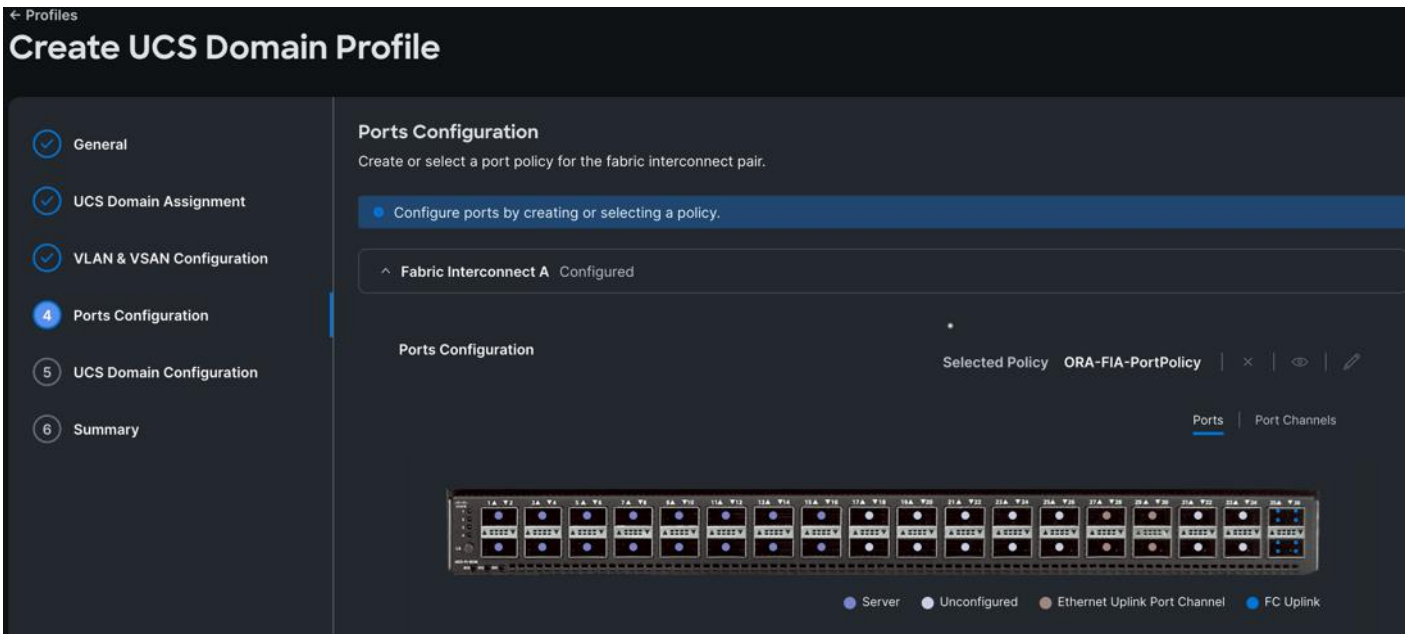 ← Profiles
Create UCS Domain Profile
General
UCS Domain Assignment
VLAN & VSAN Configuration
4 Ports Configuration
5 UCS Domain Configuration
6 Summary
Ports Configuration
Create or select a port policy for the fabric interconnect pair.
Configure ports by creating or selecting a policy.
Fabric Interconnect A Configured
Ports Configuration
Selected Policy ORA-FIA-PortPolicy
Ports | Port Channels
Server Unconfigured Ethernet Uplink Port Channel FC Uplink